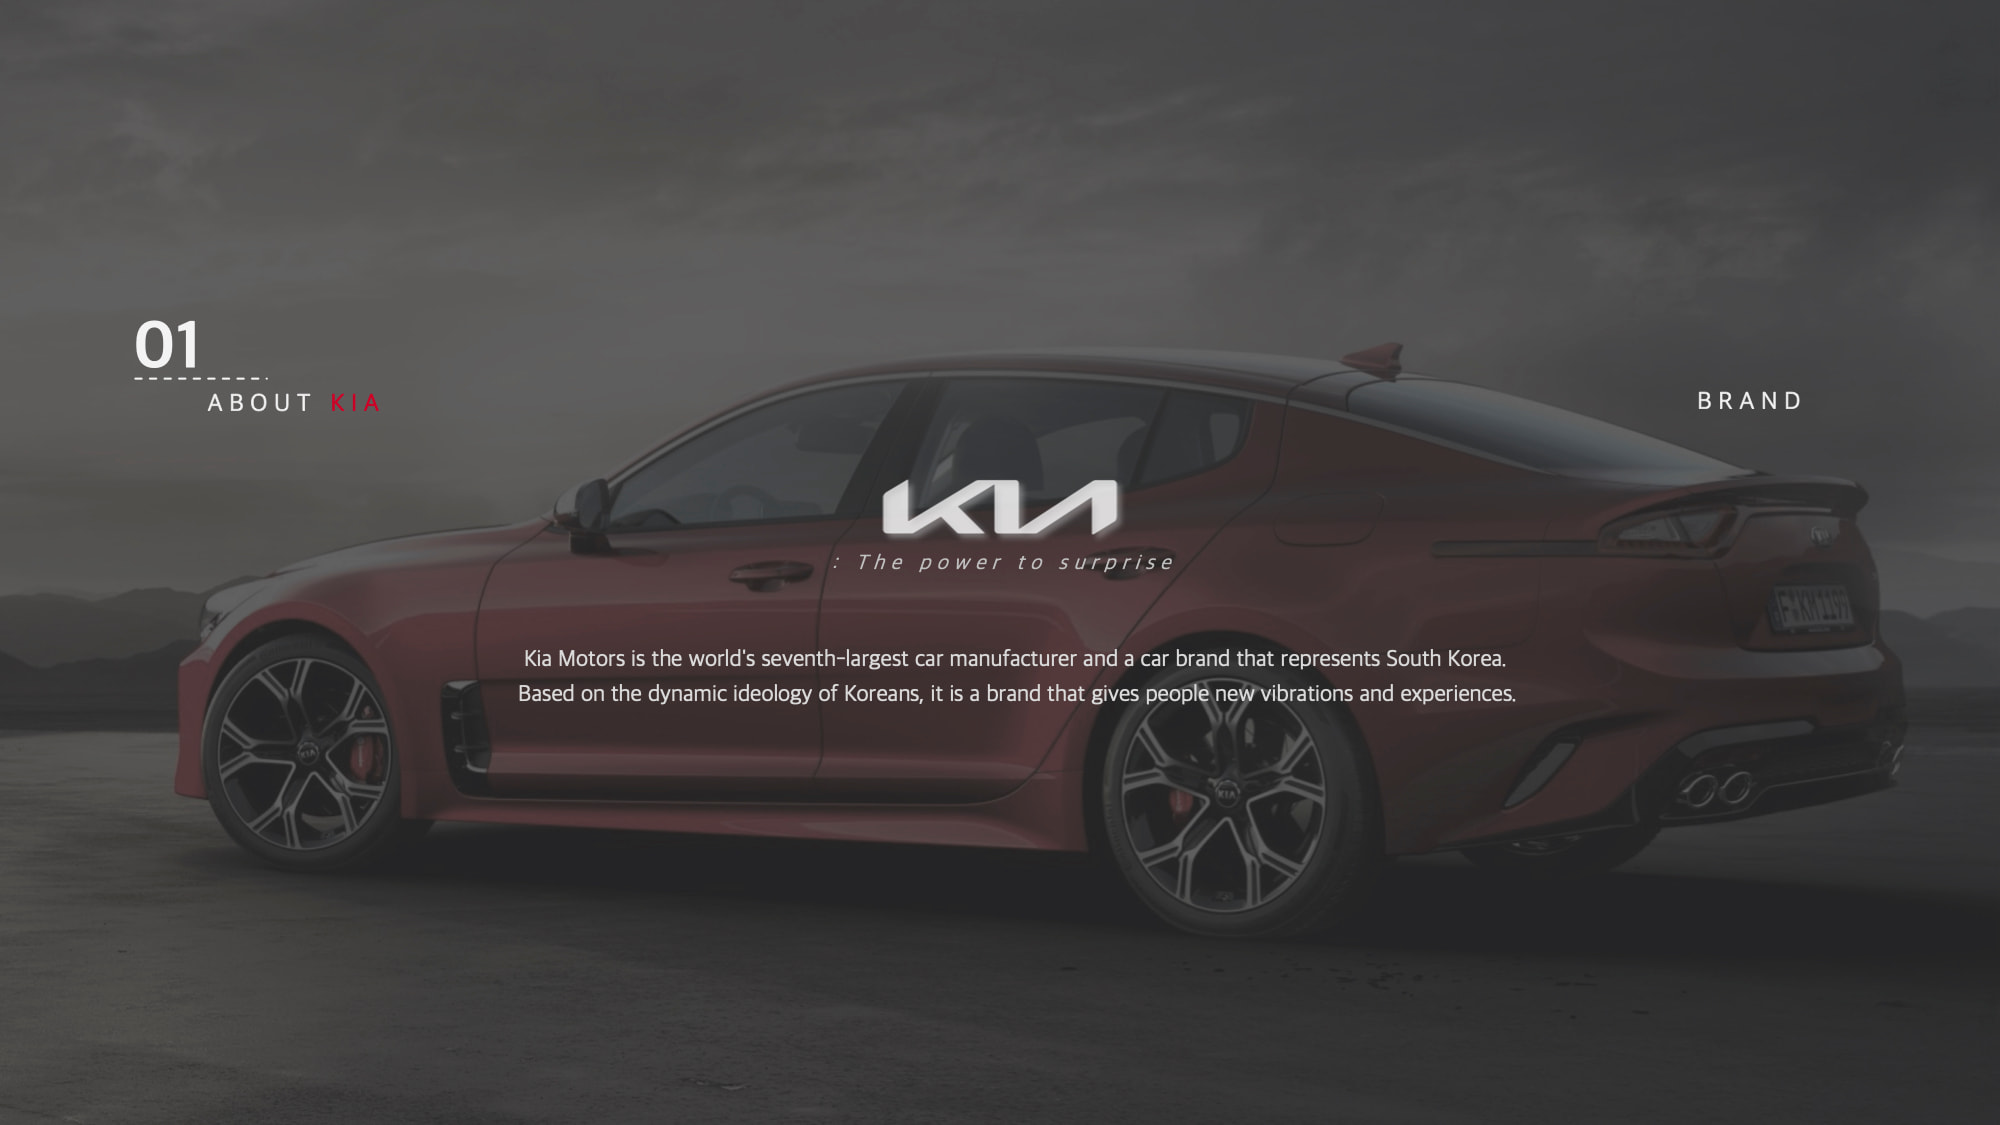 01
ABOUT KIA
BRAND
KIA
: The power to surprise
Kia Motors is the world's seventh-largest car manufacturer and a car brand that represents South Korea.
Based on the dynamic ideology of Koreans, it is a brand that gives people new vibrations and experiences.
KIA
KIA